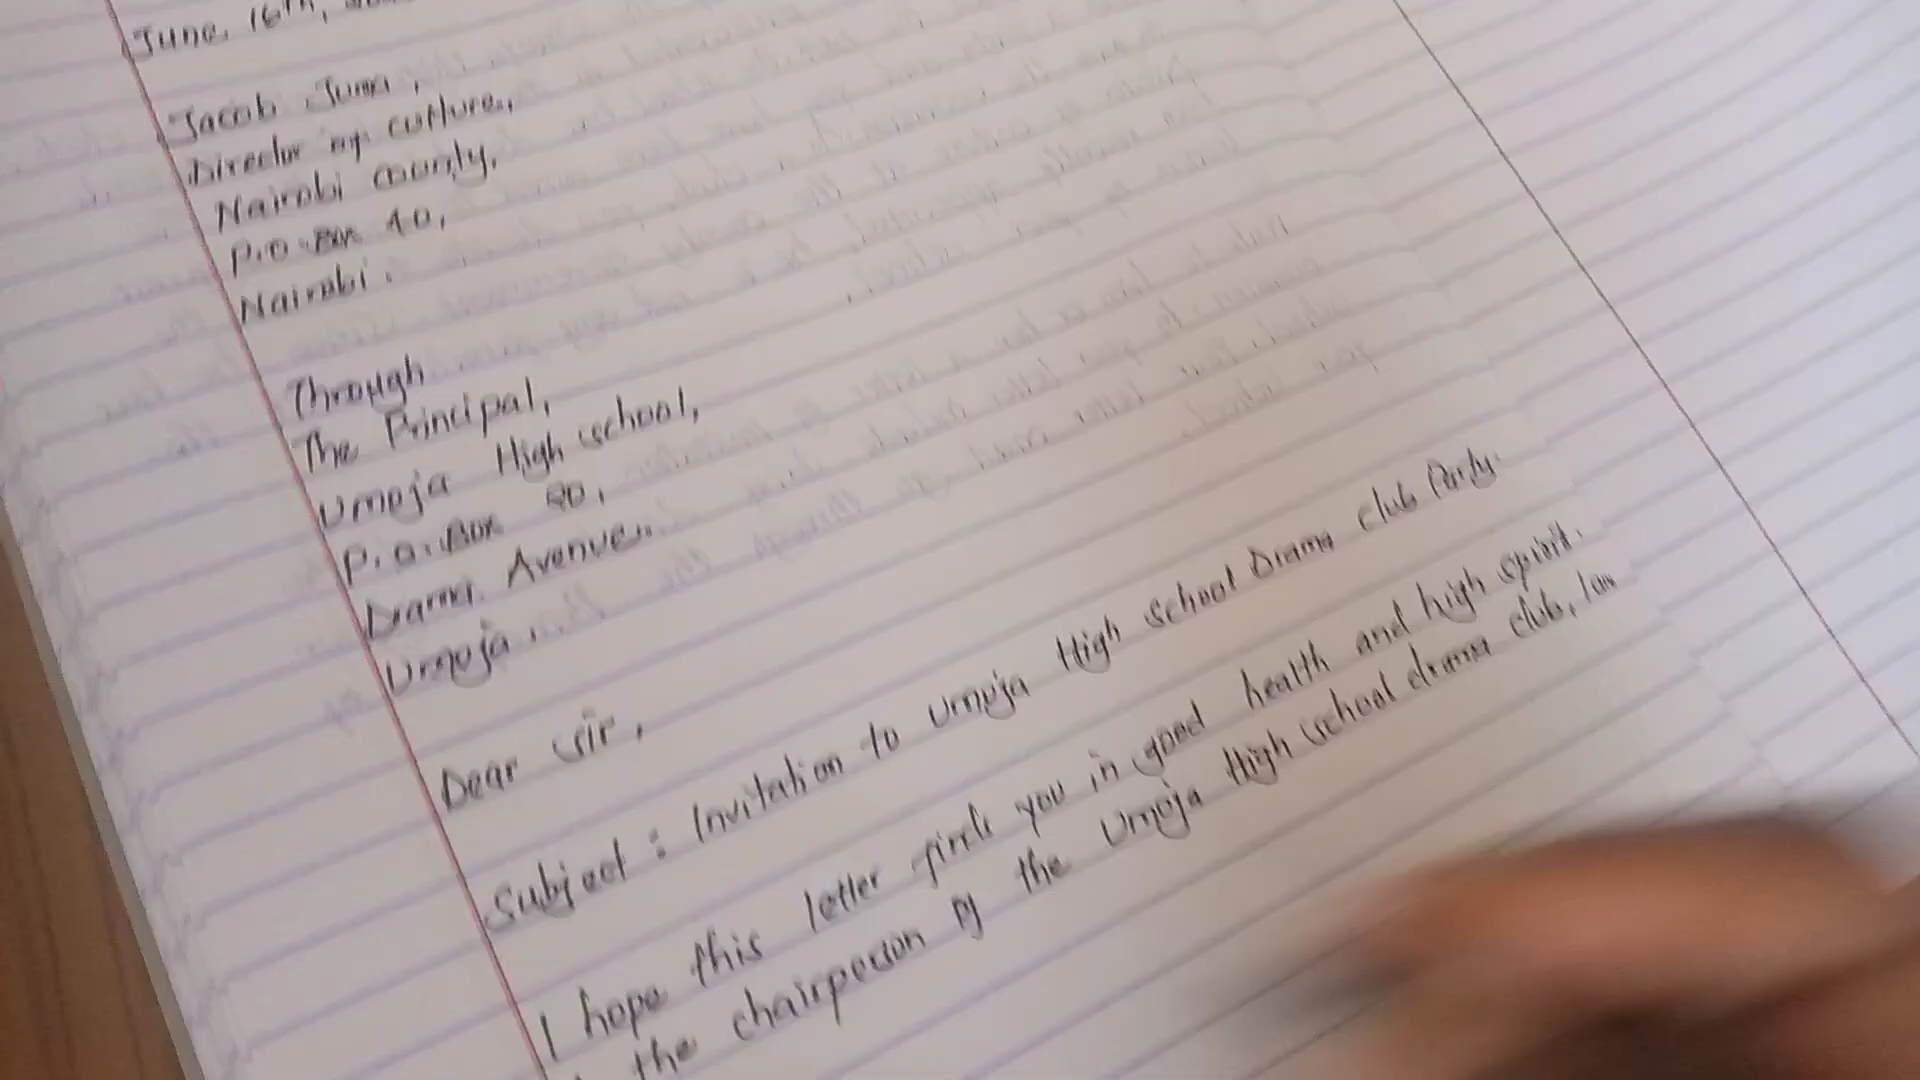 June 16th,
Jacob Juma,
Director of culture,
Nairobi county,
P.O. Box 40,
Nairobi.
Through
The Principal,
Umoja High school,
P.O. Box 80,
Drama Avenue.
Umoja.
Dear Sir,
Subject: Invitation to Umoja High School Drama club Party.
I hope this letter finds you in good health and high spirit.
the chairperson of the Umoja High school drama club, I am